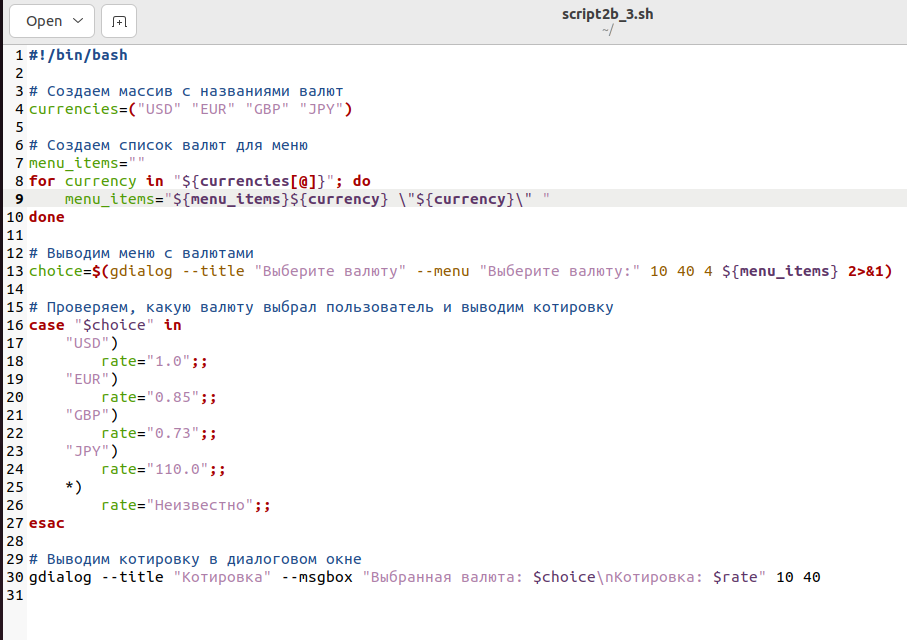 Open
script2b_3.sh
~/
1 #!/bin/bash
2
3 # Создаем массив с названиями валют
4 currencies=("USD" "EUR" "GBP" "JPY")
5
6 # Создаем список валют для меню
7 menu_items=""
8 for currency in "${currencies[@]}"; do
9     menu_items="${menu_items}${currency} \"${currency}\" "
10 done
11
12 # Выводим меню с валютами
13 choice=$(gdialog --title "Выберите валюту" --menu "Выберите валюту:" 10 40 4 ${menu_items} 2>&1)
14
15 # Проверяем, какую валюту выбрал пользователь и выводим котировку
16 case "$choice" in
17     "USD")
18         rate="1.0";;
19     "EUR")
20         rate="0.85";;
21     "GBP")
22         rate="0.73";;
23     "JPY")
24         rate="110.0";;
25     *)
26         rate="Неизвестно";;
27 esac
28
29 # Выводим котировку в диалоговом окне
30 gdialog --title "Котировка" --msgbox "Выбранная валюта: $choice\nКотировка: $rate" 10 40
31